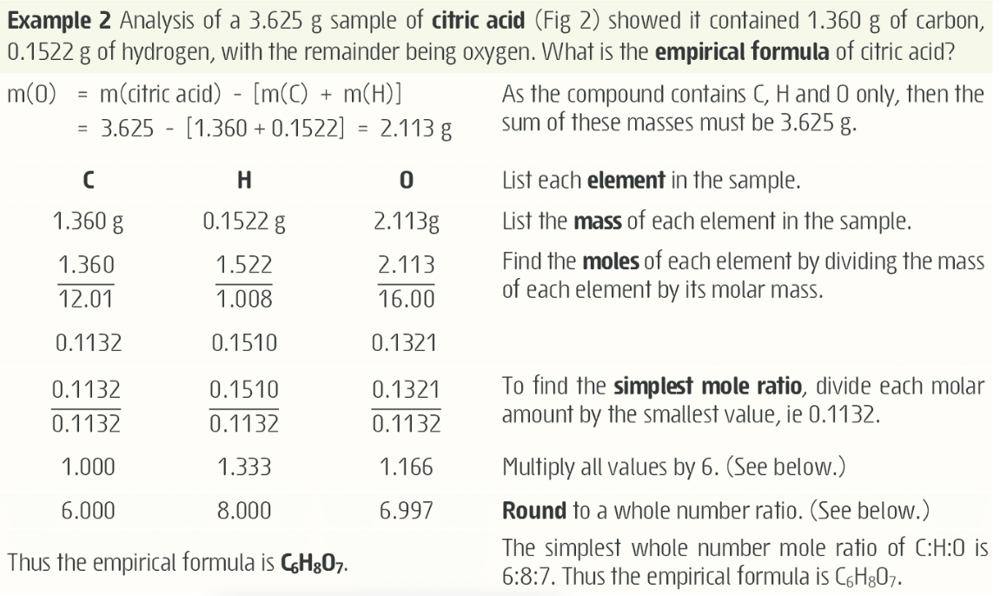 Example 2 Analysis of a 3.625 g sample of citric acid (Fig 2) showed it contained 1.360 g of carbon,
0.1522 g of hydrogen, with the remainder being oxygen. What is the empirical formula of citric acid?
m(O) = m(citric acid) - [m(C) + m(H)]
= 3.625 - [1.360 + 0.1522] = 2.113 g
As the compound contains C, H and O only, then the
sum of these masses must be 3.625 g.
C H O List each element in the sample.
1.360 g 0.1522 g 2.113g List the mass of each element in the sample.
1.360 1.522 2.113
12.01 1.008 16.00
Find the moles of each element by dividing the mass
of each element by its molar mass.
0.1132 0.1510 0.1321
0.1132 0.1510 0.1321
0.1132 0.1132 0.1132
To find the simplest mole ratio, divide each molar
amount by the smallest value, ie 0.1132.
1.000 1.333 1.166 Multiply all values by 6. (See below.)
6.000 8.000 6.997 Round to a whole number ratio. (See below.)
Thus the empirical formula is C₆H₈O₇.
The simplest whole number mole ratio of C:H:O is
6:8:7. Thus the empirical formula is C₆H₈O₇.